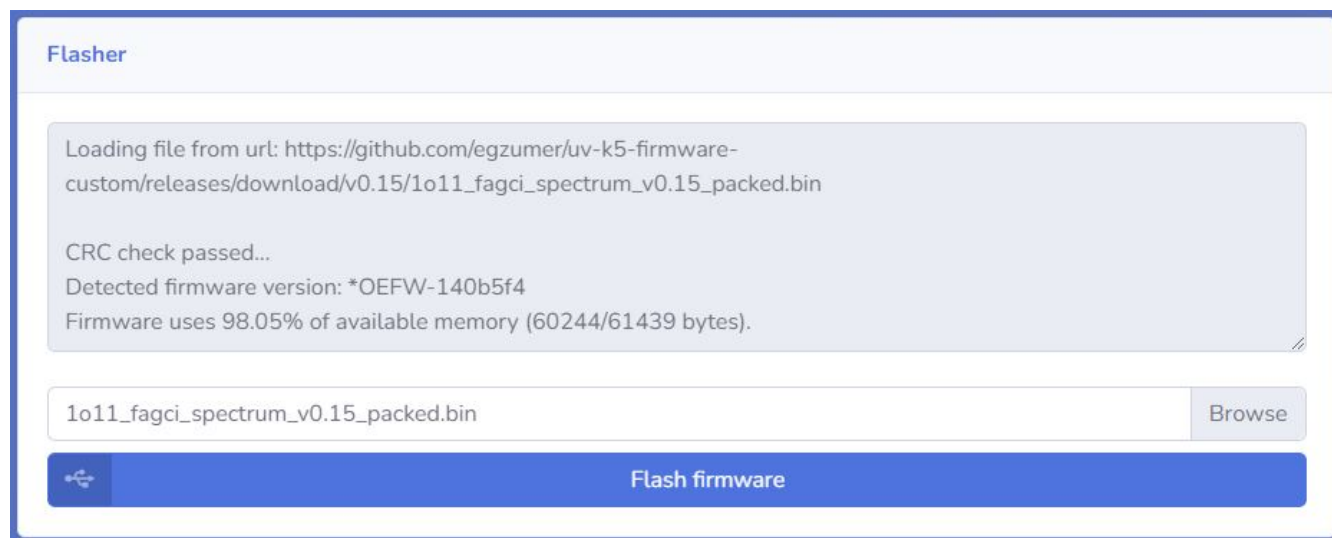 Flasher
Loading file from url: https://github.com/egzumer/uv-k5-firmware-
custom/releases/download/v0.15/1o11_fagci_spectrum_v0.15_packed.bin
CRC check passed...
Detected firmware version: *OEFW-140b5f4
Firmware uses 98.05% of available memory (60244/61439 bytes).
1o11_fagci_spectrum_v0.15_packed.bin
Browse
Flash firmware